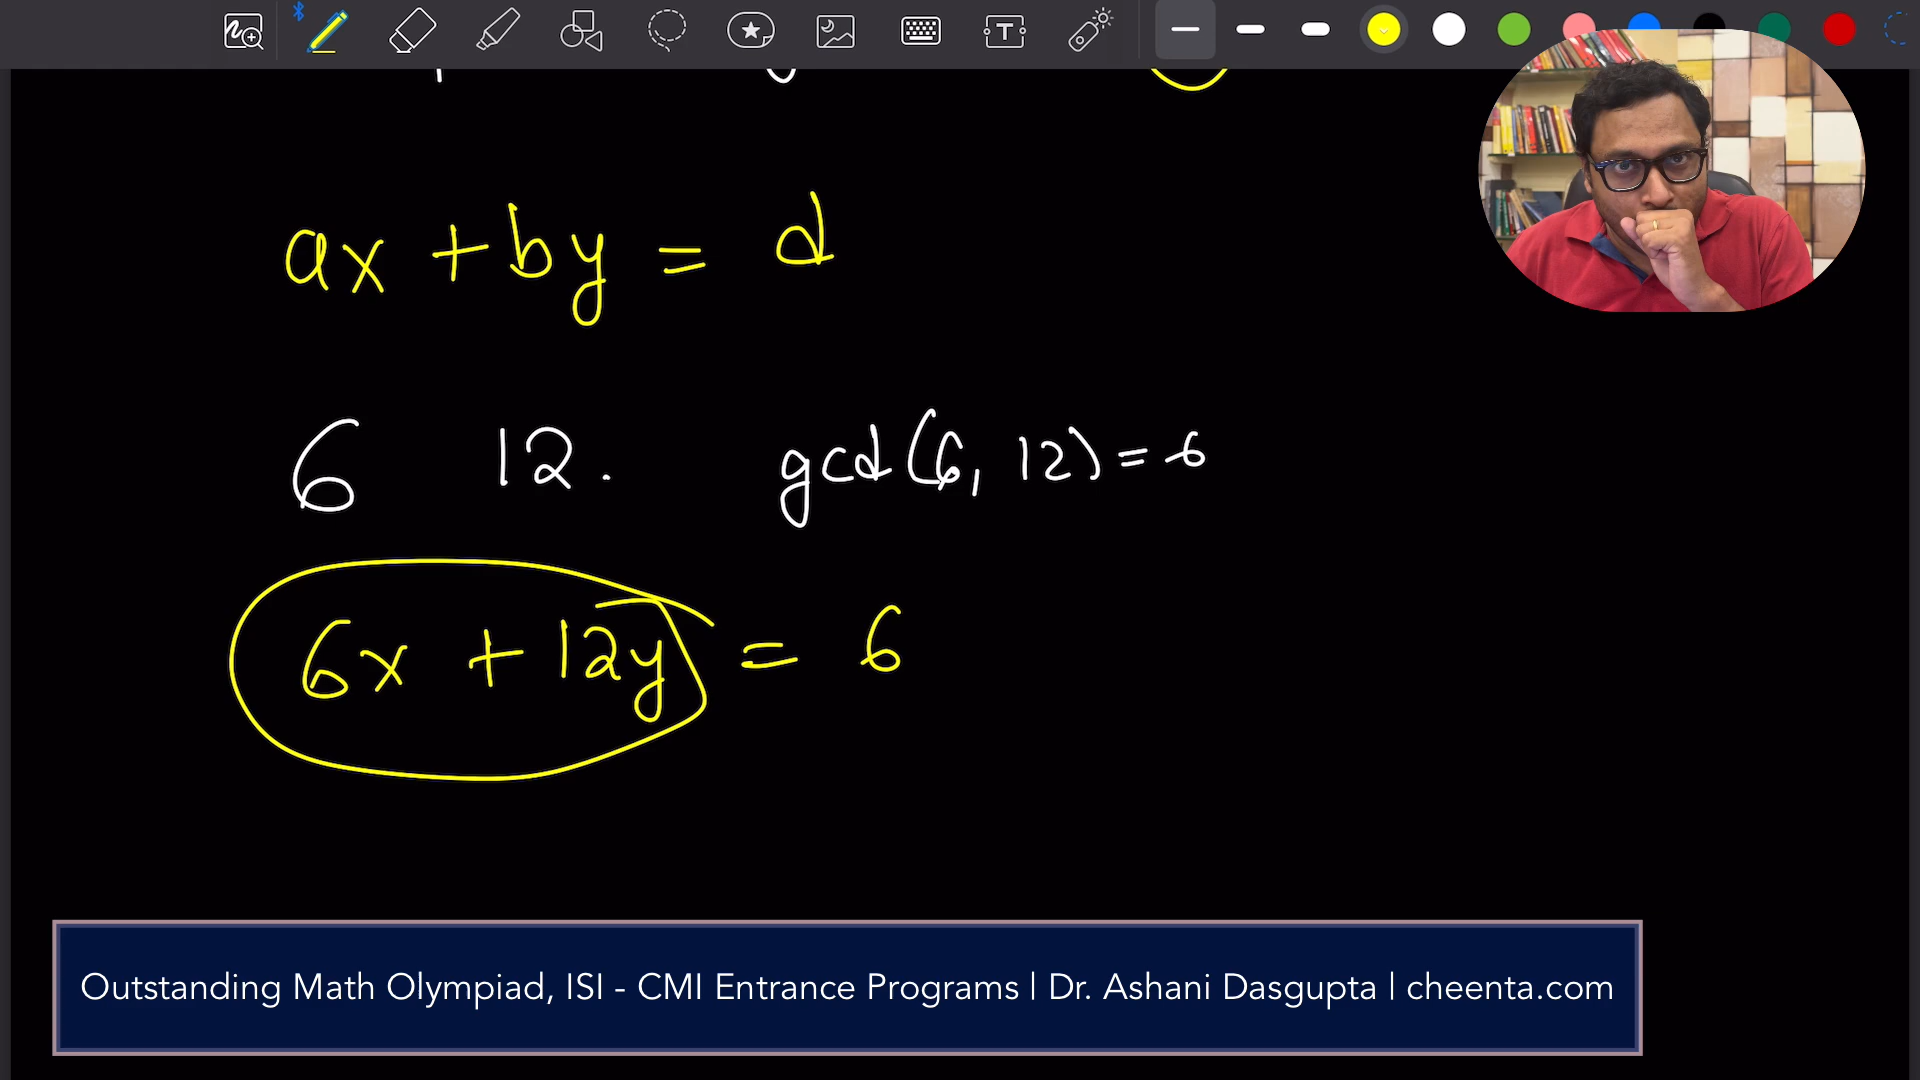 ax + by = d
6 12. gcd(6, 12) = 6
6x + 12y = 6
Outstanding Math Olympiad, ISI - CMI Entrance Programs | Dr. Ashani Dasgupta | cheenta.com